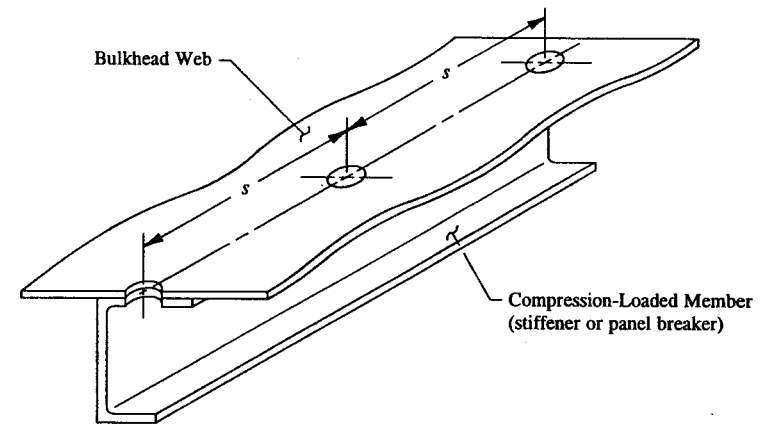 Bulkhead Web
s
s
Compression-Loaded Member
(stiffener or panel breaker)